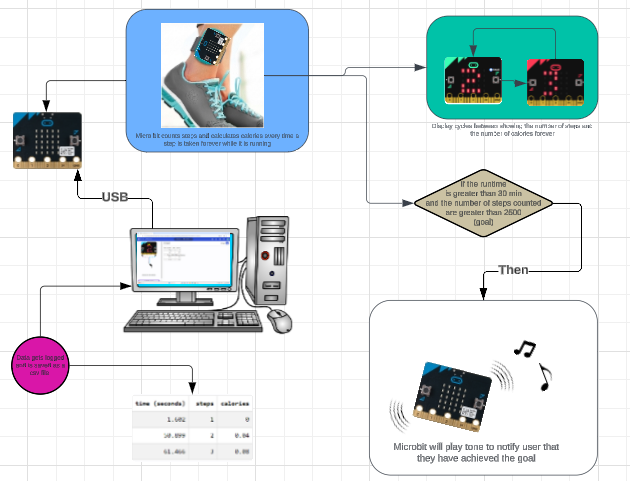 Micro bit counts steps and calculates calories every time a
step is taken forever while it is running
Display cycles between showing the number of steps and
the number of calories forever
USB
If the runtime
is greater than 30 min
and the number of steps counted
are greater than 2500
(goal)
Then
Data gets logged
and is saved as a
csv file
time (seconds) steps calories
1.602 1 0
50.899 2 0.04
61.466 3 0.08
Microbit will play tone to notify user that
they have achieved the goal